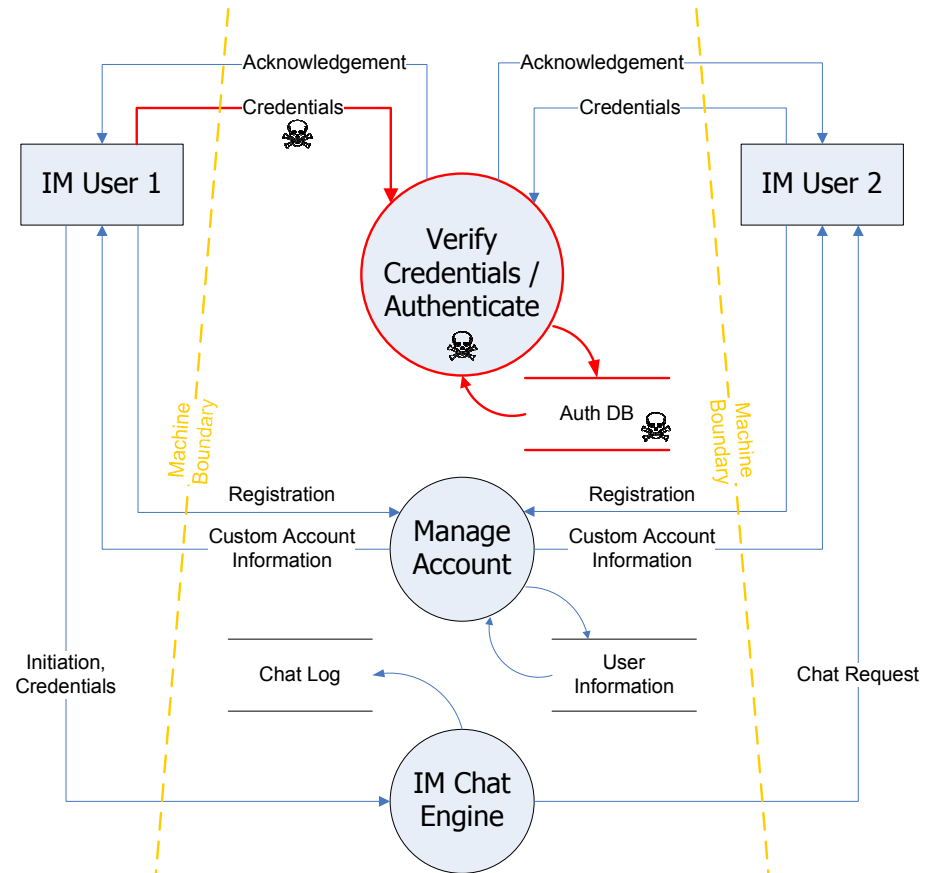 Acknowledgement
Acknowledgement
Credentials
Credentials
IM User 1
IM User 2
Verify
Credentials /
Authenticate
Auth DB
Machine
Boundary
Machine
Boundary
Registration
Registration
Manage
Account
Custom Account
Information
Custom Account
Information
Initiation,
Credentials
Chat Log
User
Information
Chat Request
IM Chat
Engine